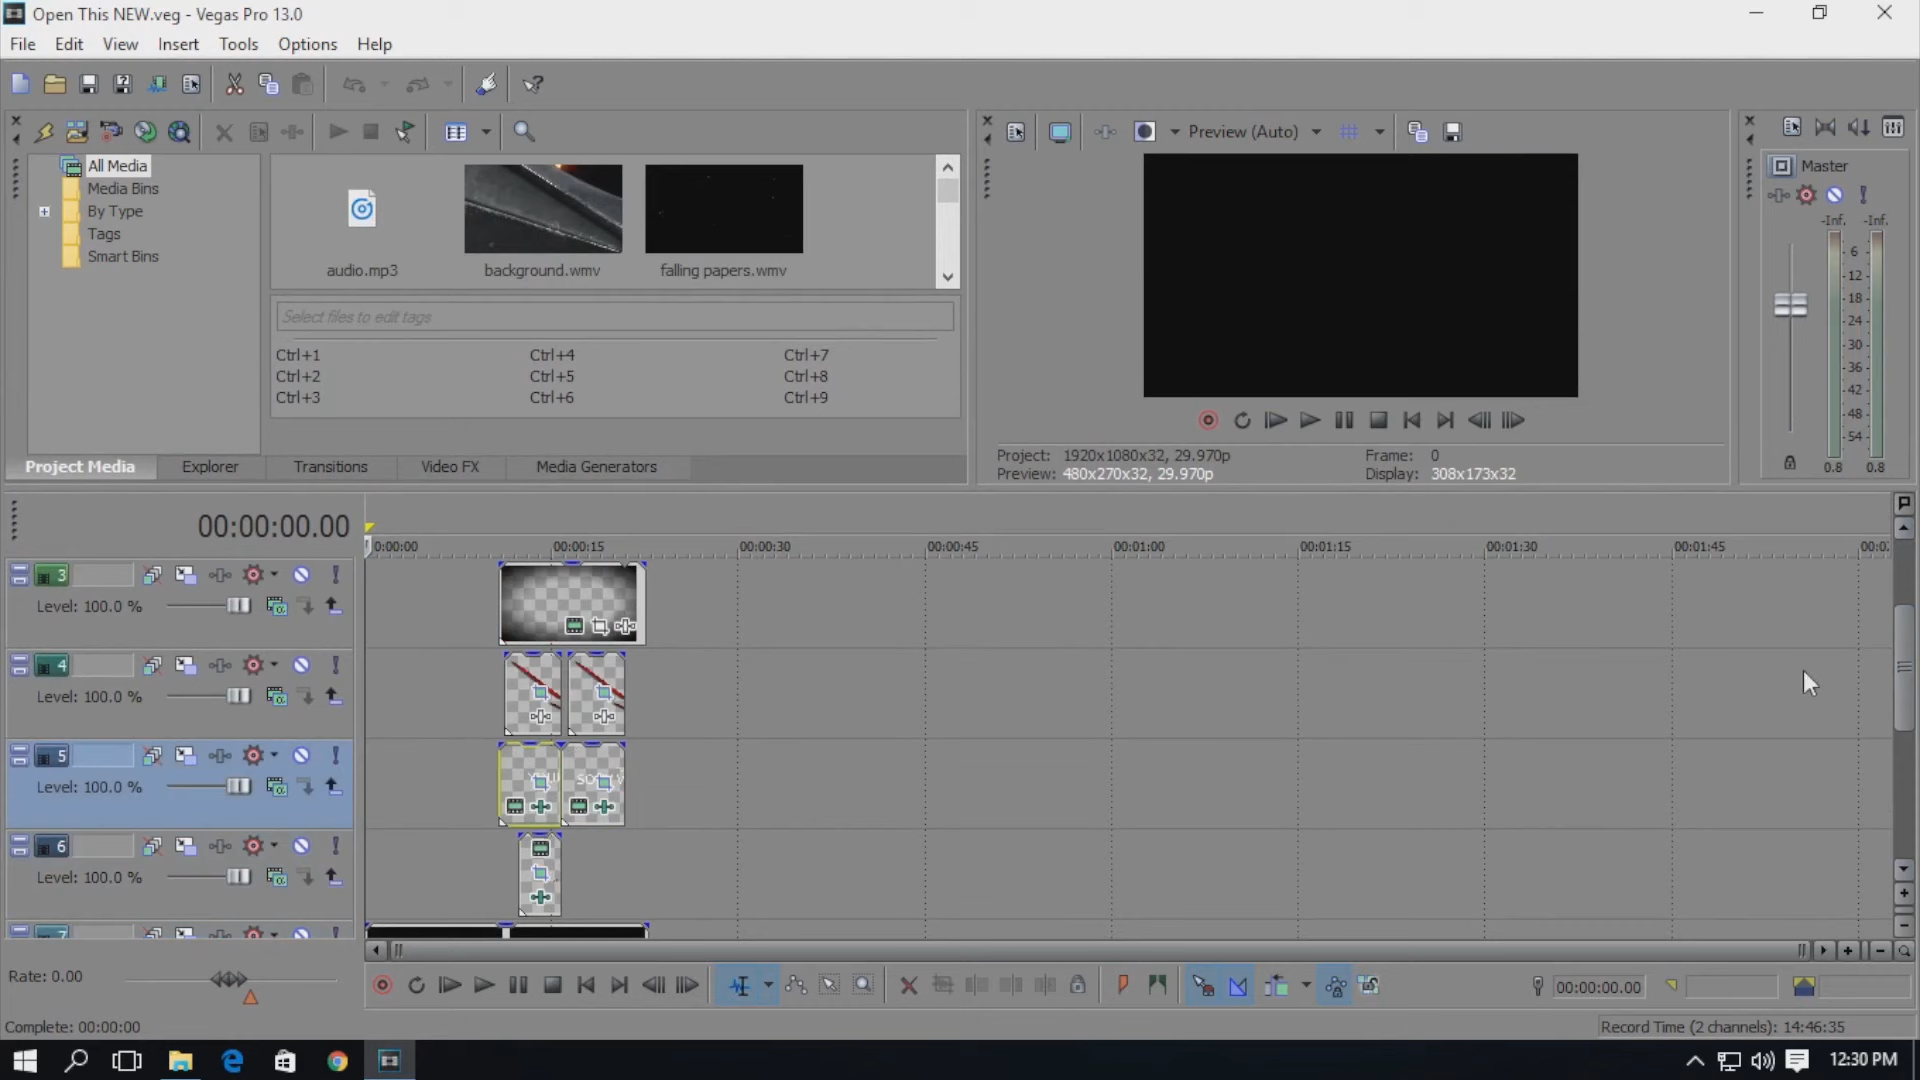 Open This NEW.veg - Vegas Pro 13.0
File Edit View Insert Tools Options Help
Preview (Auto)
All Media
Media Bins
By Type
Tags
Smart Bins
audio.mp3
background.wmv
falling papers.wmv
Select files to edit tags
Ctrl+1 Ctrl+4 Ctrl+7
Ctrl+2 Ctrl+5 Ctrl+8
Ctrl+3 Ctrl+6 Ctrl+9
Project Media Explorer Transitions Video FX Media Generators
Project: 1920x1080x32, 29.970p Frame: 0
Preview: 480x270x32, 29.970p Display: 308x173x32
Master
-Inf. -Inf.
6
12
18
24
30
36
42
48
54
0.8 0.8
00:00:00.00
0:00:00 00:00:15 00:00:30 00:00:45 00:01:00 00:01:15 00:01:30 00:01:45
3
Level: 100.0 %
4
Level: 100.0 %
5
Level: 100.0 %
6
Level: 100.0 %
7
Rate: 0.00
00:00:00.00
Complete: 00:00:00
Record Time (2 channels): 14:46:35
12:30 PM